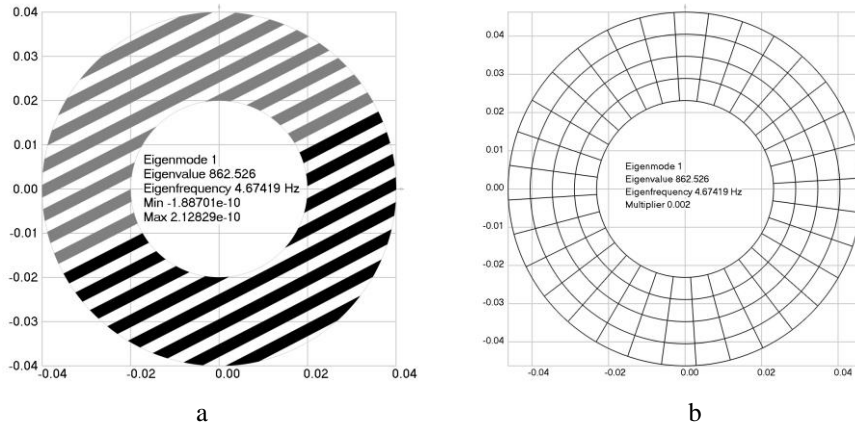 0.04
0.03
0.02
0.01
0.00
-0.01
-0.02
-0.03
-0.04
-0.04
-0.02
0.00
0.02
0.04
Eigenmode 1
Eigenvalue 862.526
Eigenfrequency 4.67419 Hz
Min -1.88701e-10
Max 2.12829e-10
a
0.04
0.03
0.02
0.01
0.00
-0.01
-0.02
-0.03
-0.04
-0.04
-0.02
0.00
0.02
0.04
Eigenmode 1
Eigenvalue 862.526
Eigenfrequency 4.67419 Hz
Multiplier 0.002
b